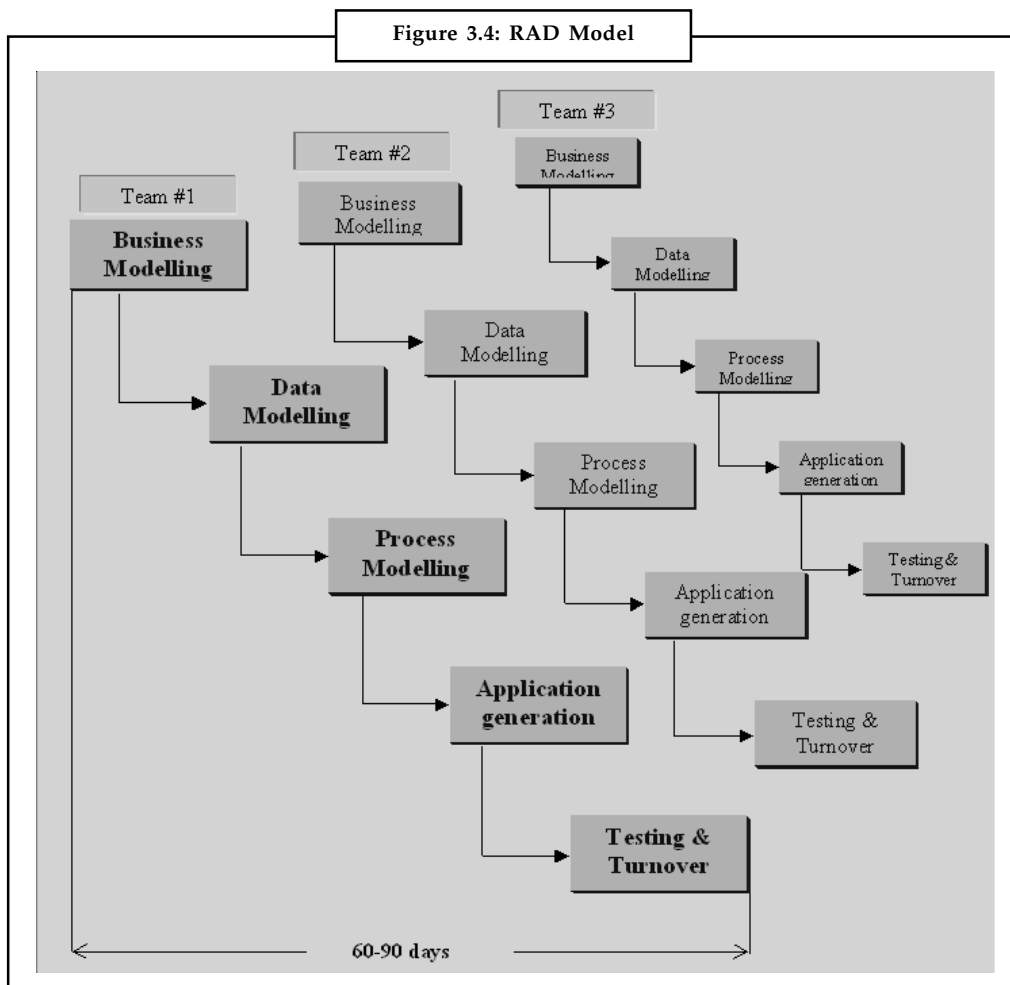 Figure 3.4: RAD Model
Team #1
Business
Modelling
Data
Modelling
Process
Modelling
Application
generation
Testing &
Turnover
Team #2
Business
Modelling
Data
Modelling
Process
Modelling
Application
generation
Testing &
Turnover
Team #3
Business
Modelling
Data
Modelling
Process
Modelling
Application
generation
Testing &
Turnover
60-90 days